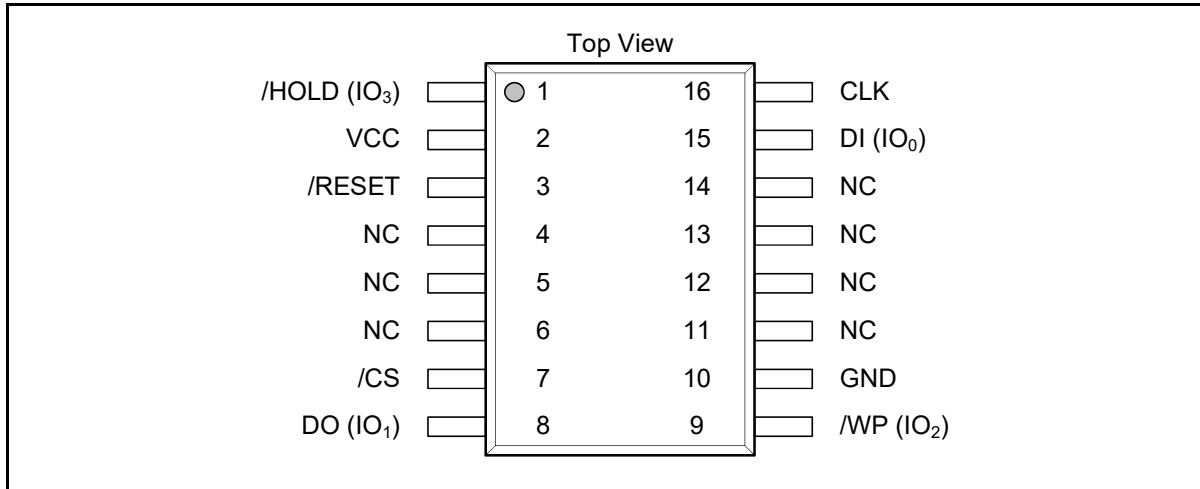 Top View
/HOLD (IO₃) 1 16 CLK
VCC 2 15 DI (IO₀)
/RESET 3 14 NC
NC 4 13 NC
NC 5 12 NC
NC 6 11 NC
/CS 7 10 GND
DO (IO₁) 8 9 /WP (IO₂)